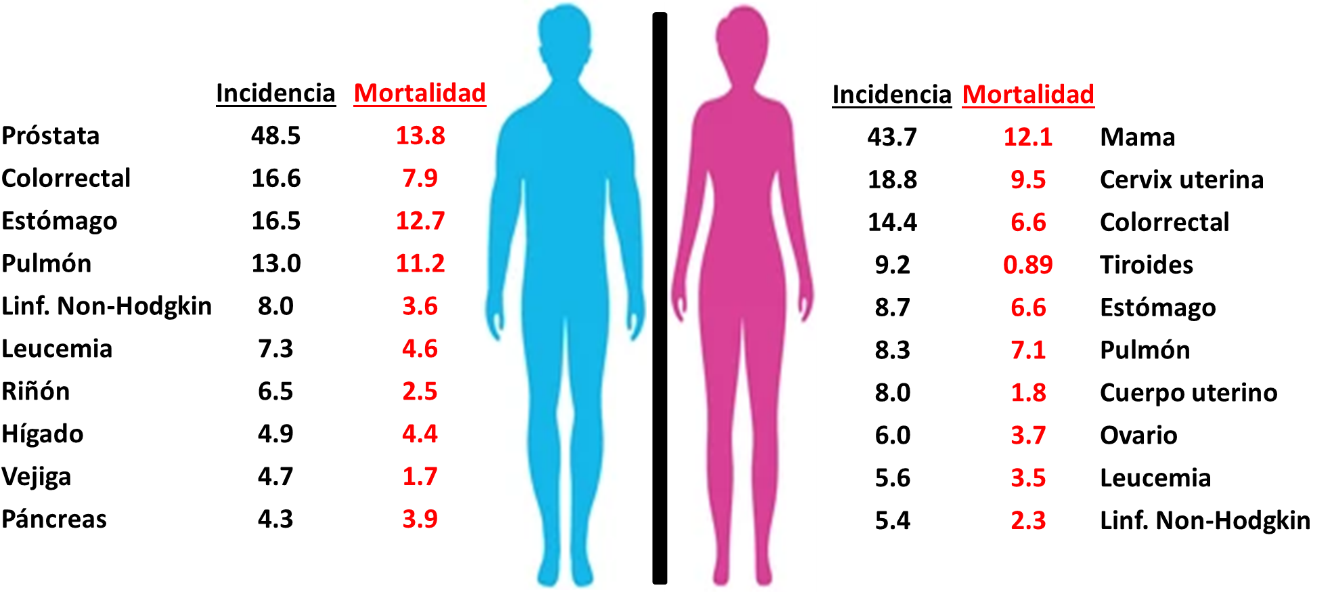 Incidencia Mortalidad
Próstata 48.5 13.8
Colorrectal 16.6 7.9
Estómago 16.5 12.7
Pulmón 13.0 11.2
Linf. Non-Hodgkin 8.0 3.6
Leucemia 7.3 4.6
Riñón 6.5 2.5
Hígado 4.9 4.4
Vejiga 4.7 1.7
Páncreas 4.3 3.9
Incidencia Mortalidad
43.7 12.1 Mama
18.8 9.5 Cervix uterina
14.4 6.6 Colorrectal
9.2 0.89 Tiroides
8.7 6.6 Estómago
8.3 7.1 Pulmón
8.0 1.8 Cuerpo uterino
6.0 3.7 Ovario
5.6 3.5 Leucemia
5.4 2.3 Linf. Non-Hodgkin